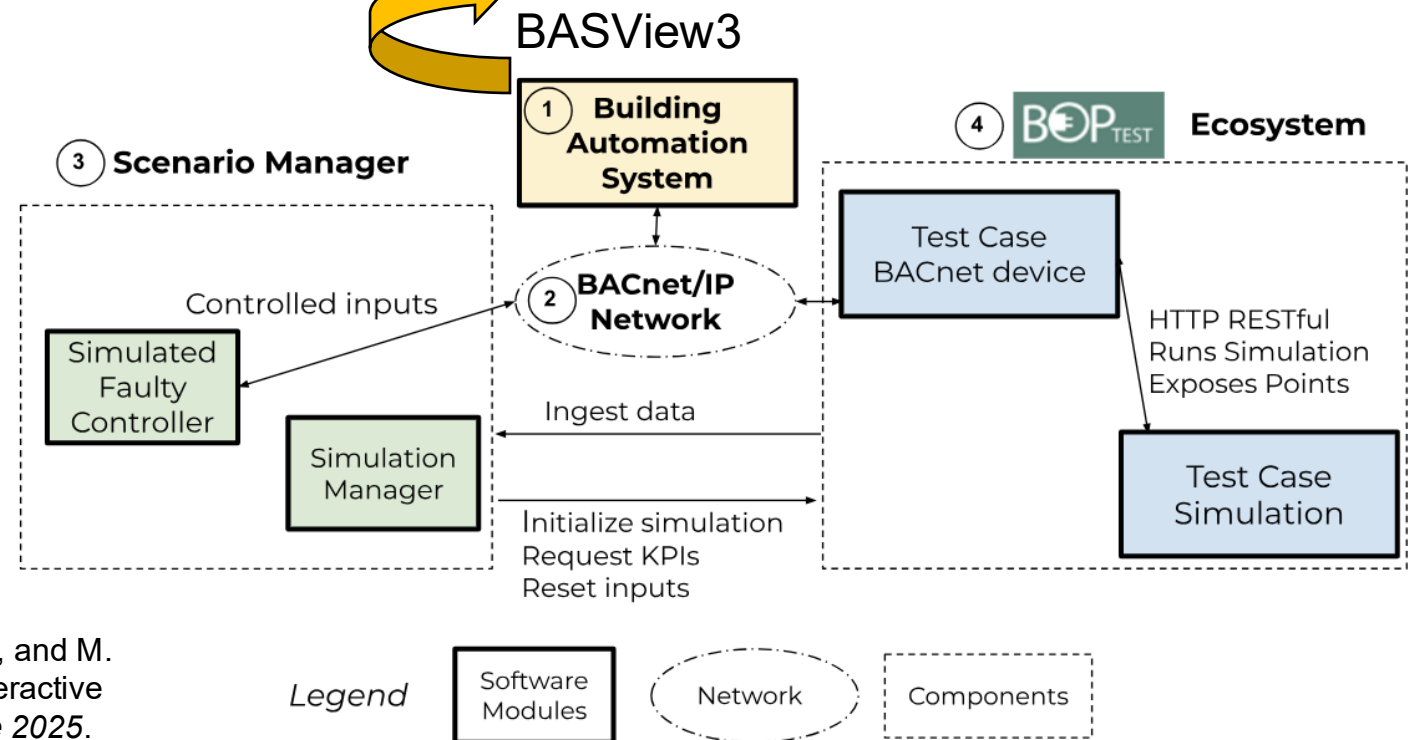 BASView3
1
Building
Automation
System
3
Scenario Manager
4
BOPTEST
Ecosystem
Test Case
BACnet device
2
BACnet/IP
Network
Controlled inputs
Simulated
Faulty
Controller
HTTP RESTful
Runs Simulation
Exposes Points
Ingest data
Simulation
Manager
Test Case
Simulation
Initialize simulation
Request KPIs
Reset inputs
, and M.
eractive
2025.
Legend
Software
Modules
Network
Components